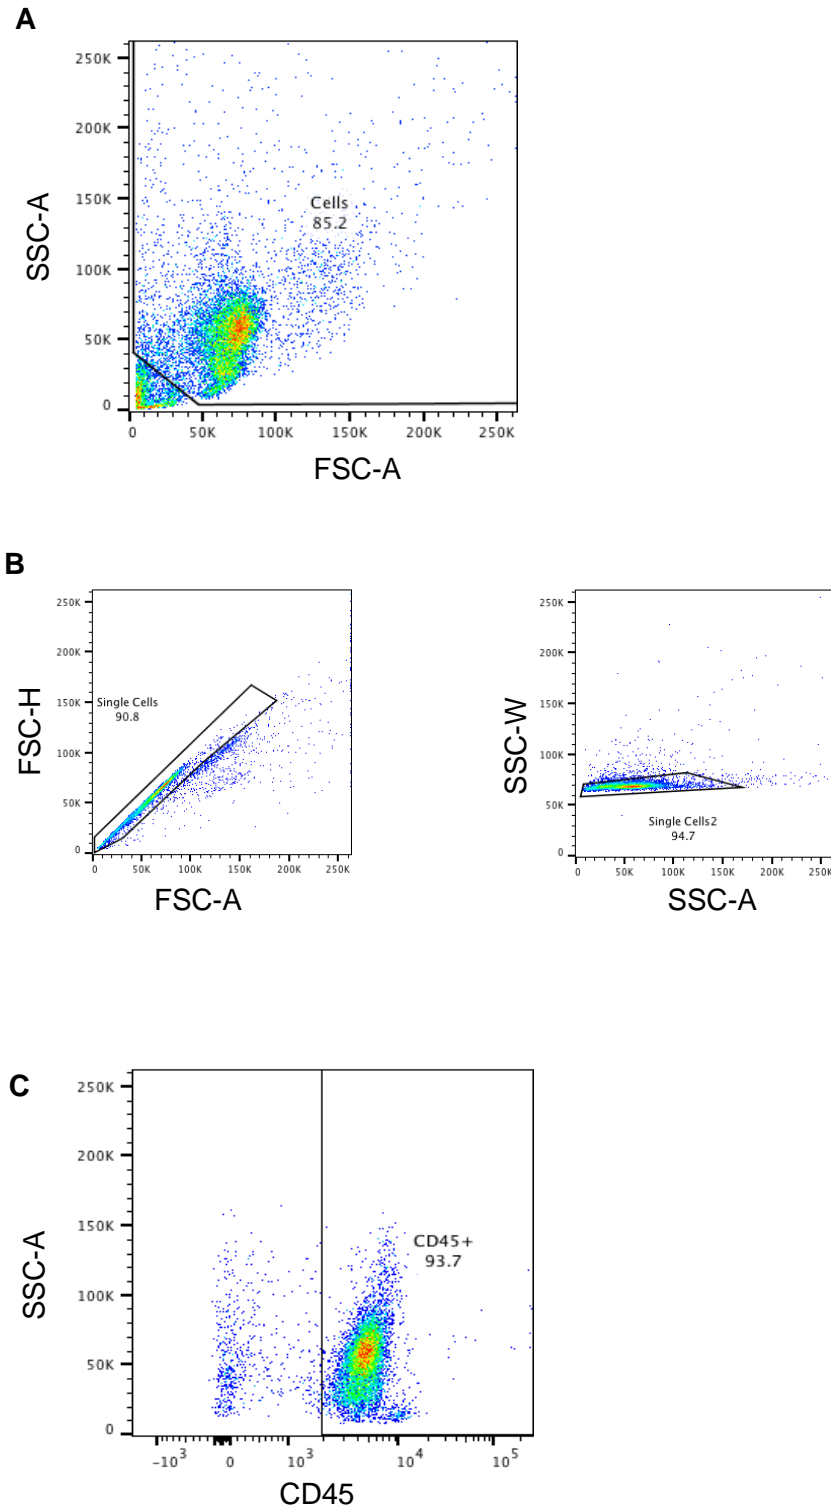 A
250K
200K
150K
100K
50K
0
SSC-A
Cells
85.2
0 50K 100K 150K 200K 250K
FSC-A
B
250K
200K
150K
100K
50K
0
FSC-H
Single Cells
90.8
0 50K 100K 150K 200K 250K
FSC-A
250K
200K
150K
100K
50K
0
SSC-W
Single Cells2
94.7
0 50K 100K 150K 200K 250K
SSC-A
C
250K
200K
150K
100K
50K
0
SSC-A
CD45+
93.7
-10³ 0 10³ 10⁴ 10⁵
CD45